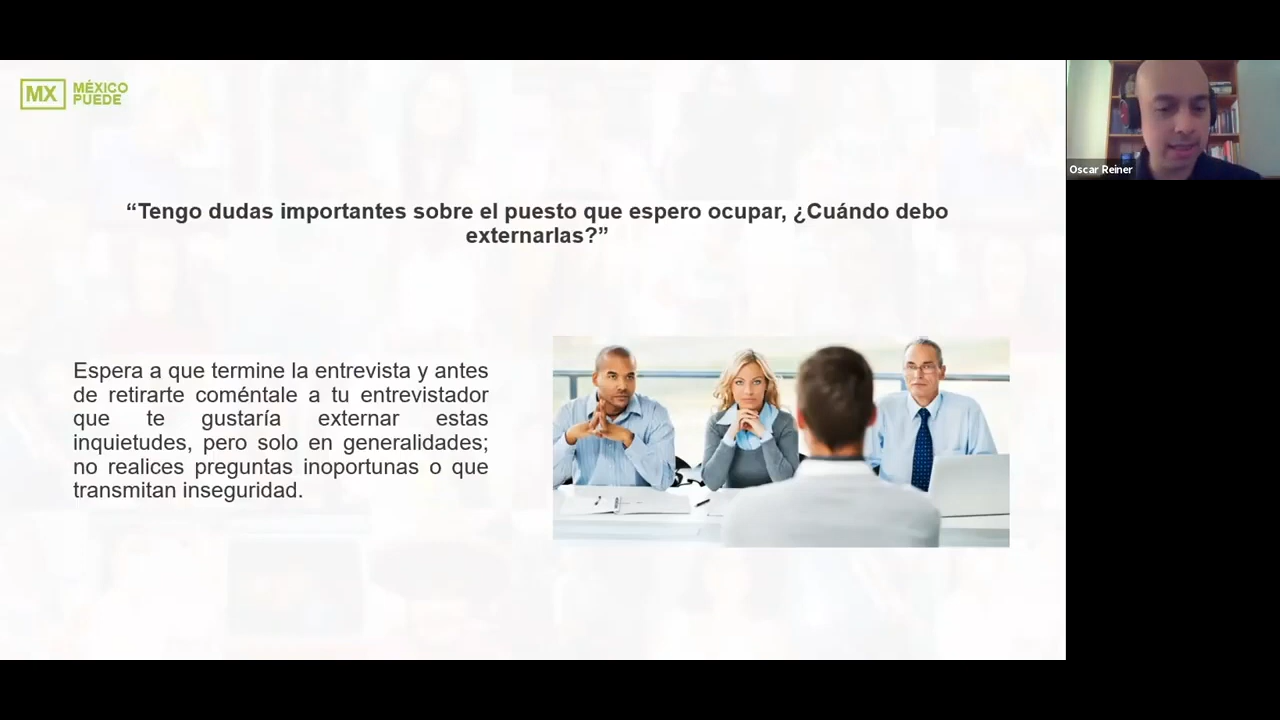 MX MÉXICO
PUEDE
“Tengo dudas importantes sobre el puesto que espero ocupar, ¿Cuándo debo
externarlas?”
Espera a que termine la entrevista y antes
de retirarte coméntale a tu entrevistador
que te gustaría externar estas
inquietudes, pero solo en generalidades;
no realices preguntas inoportunas o que
transmitan inseguridad.
Oscar Reiner